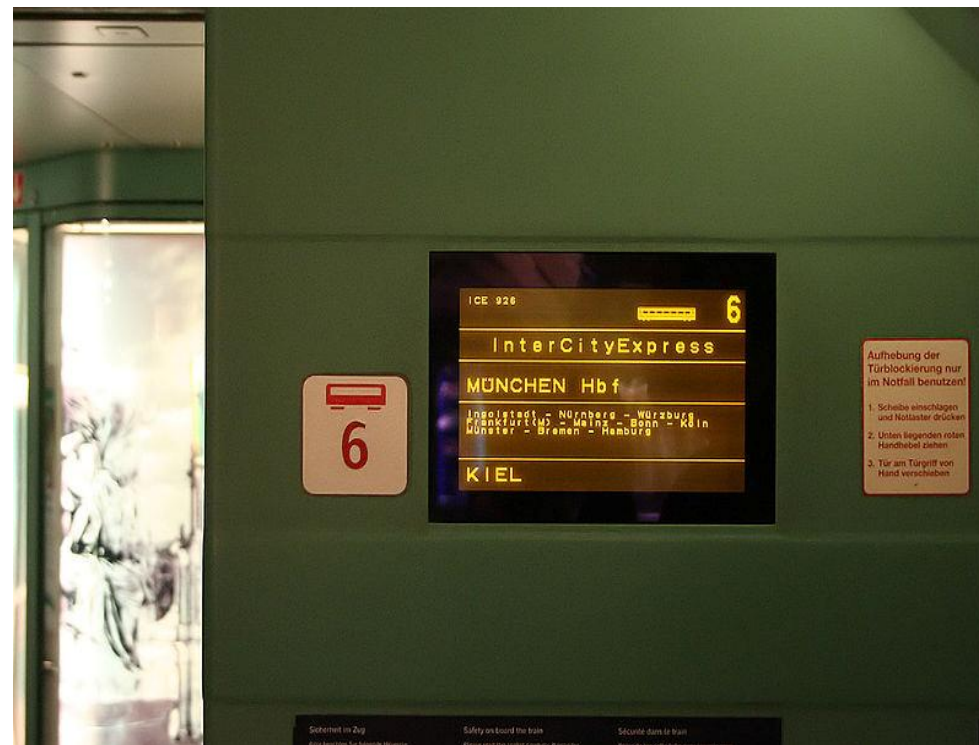 ICE 926
6
InterCityExpress
MÜNCHEN Hbf
Ingolstadt - Nürnberg - Würzburg
Frankfurt(M) - Mainz - Bonn - Köln
Münster - Bremen - Hamburg
KIEL
6
Aufhebung der
Türblockierung nur
im Notfall benutzen!
1. Scheibe einschlagen
und Nottaster drücken
2. Unten liegenden roten
Handhebel ziehen
3. Tür am Türgriff von
Hand verschieben
Sicherheit im Zug
Safety on board the train
Sécurité dans le train